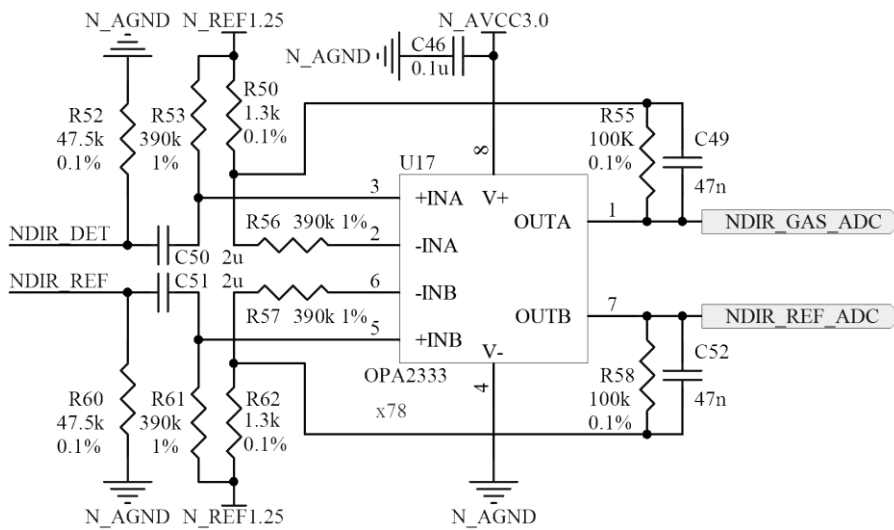 N_AGND
N_REF1.25
N_AVCC3.0
N_AGND
C46
0.1u
R52
47.5k
0.1%
R53
390k
1%
R50
1.3k
0.1%
R55
100K
0.1%
C49
47n
U17
8
3
+INA
V+
R56 390k 1%
2
-INA
OUTA
1
NDIR_GAS_ADC
NDIR_DET
C50 2u
NDIR_REF
C51 2u
6
-INB
R57 390k 1%
5
+INB
OUTB
7
NDIR_REF_ADC
V-
OPA2333
4
x78
R60
47.5k
0.1%
R61
390k
1%
R62
1.3k
0.1%
R58
100k
0.1%
C52
47n
N_AGND
N_REF1.25
N_AGND